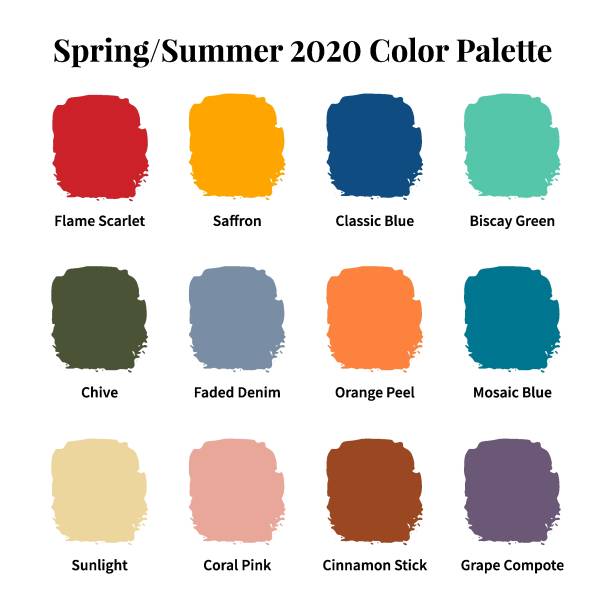 Spring/Summer 2020 Color Palette
Flame Scarlet
Saffron
Classic Blue
Biscay Green
Chive
Faded Denim
Orange Peel
Mosaic Blue
Sunlight
Coral Pink
Cinnamon Stick
Grape Compote